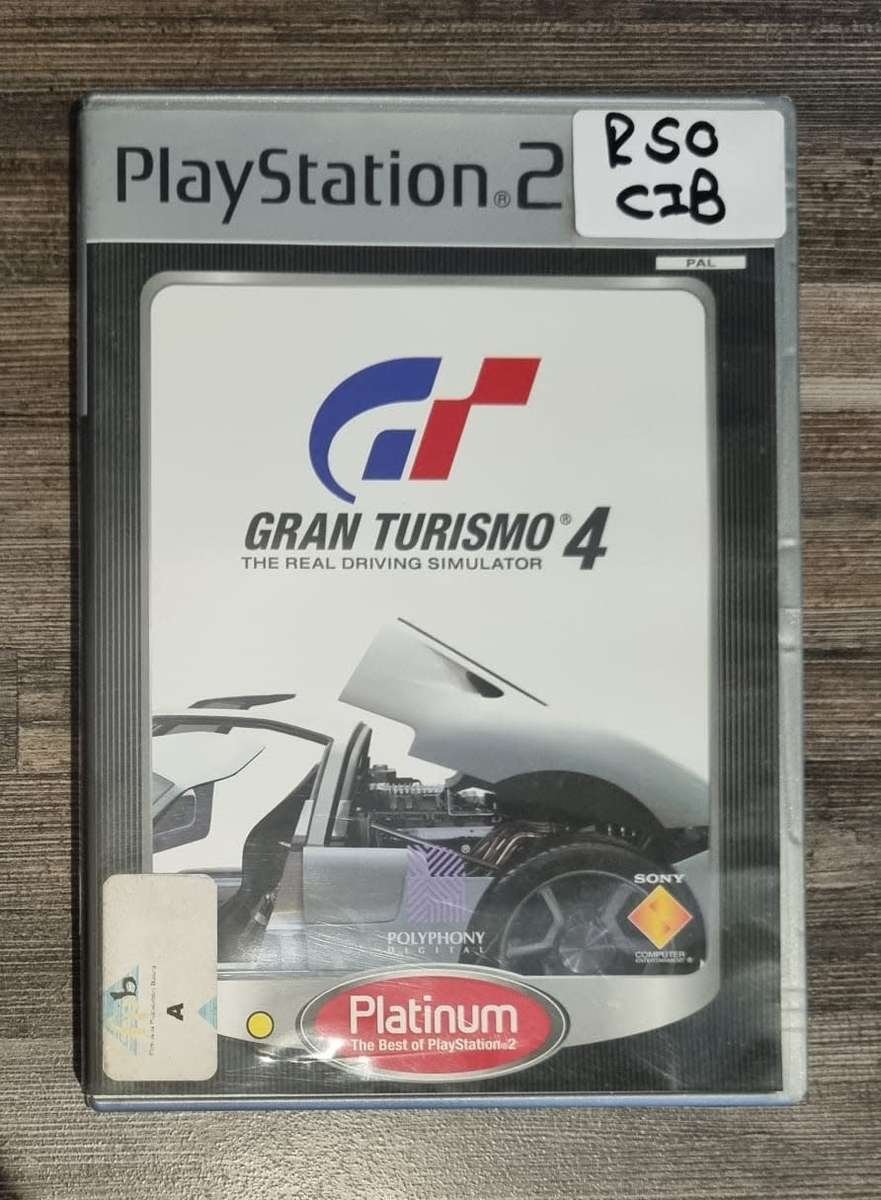 PlayStation®2
R50
CIB
PAL
GT
GRAN TURISMO® 4
THE REAL DRIVING SIMULATOR
®
POLYPHONY
DIGITAL
SONY
COMPUTER
ENTERTAINMENT®
A
Platinum
The Best of PlayStation®2